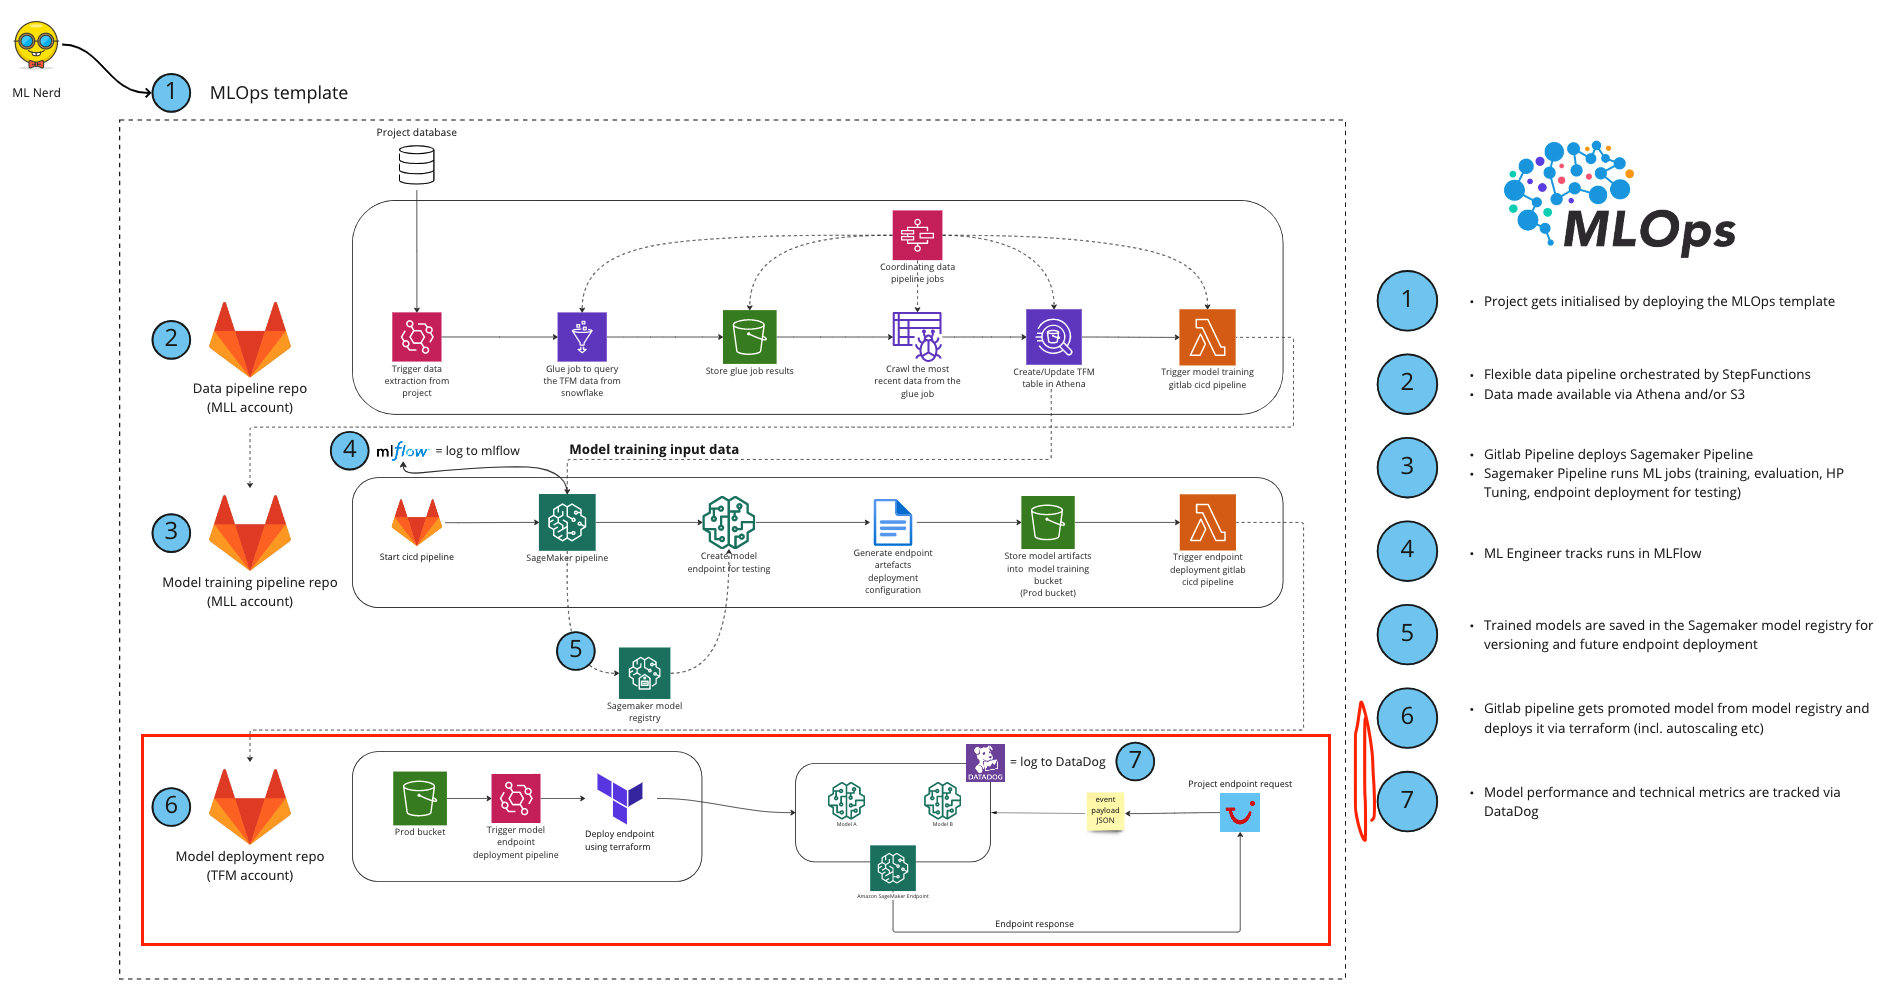 ML Nerd
1
MLOps template
Project database
Coordinating data
pipeline jobs
2
Data pipeline repo
(MLL account)
Trigger data
extraction from
project
Glue job to query
the TFM data from
snowflake
Store glue job results
Crawl the most
recent data from the
glue job
Create/Update TFM
table in Athena
Trigger model training
gitlab cicd pipeline
4
mlflow
= log to mlflow
Model training input data
3
Model training pipeline repo
(MLL account)
Start cicd pipeline
SageMaker pipeline
Create model
endpoint for testing
Generate endpoint
artefacts
deployment
configuration
Store model artifacts
into model training
bucket
(Prod bucket)
Trigger endpoint
deployment gitlab
cicd pipeline
5
Sagemaker model
registry
6
Model deployment repo
(TFM account)
Prod bucket
Trigger model
endpoint
deployment pipeline
Deploy endpoint
using terraform
Model A
Model B
Amazon SageMaker Endpoint
DATADOG
= log to DataDog
7
event
payload
JSON
Project endpoint request
Endpoint response
MLOps
1
• Project gets initialised by deploying the MLOps template
2
• Flexible data pipeline orchestrated by StepFunctions
• Data made available via Athena and/or S3
3
• Gitlab Pipeline deploys Sagemaker Pipeline
• Sagemaker Pipeline runs ML jobs (training, evaluation, HP
Tuning, endpoint deployment for testing)
4
• ML Engineer tracks runs in MLFlow
5
• Trained models are saved in the Sagemaker model registry for
versioning and future endpoint deployment
6
• Gitlab pipeline gets promoted model from model registry and
deploys it via terraform (incl. autoscaling etc)
7
• Model performance and technical metrics are tracked via
DataDog